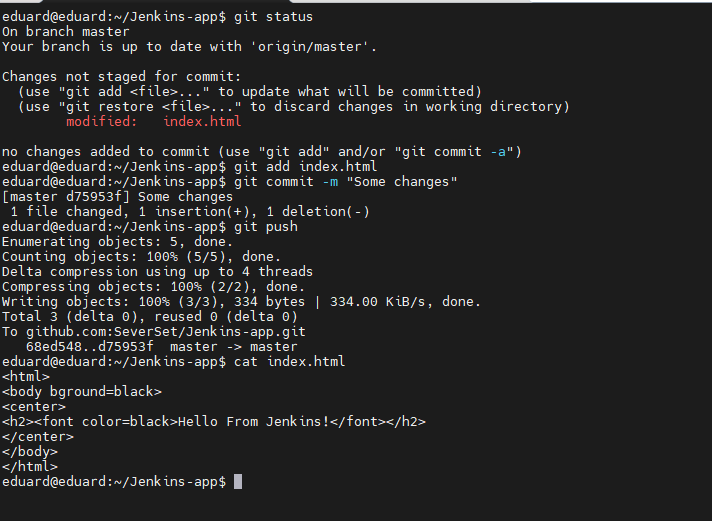 eduard@eduard:~/Jenkins-app$ git status
On branch master
Your branch is up to date with 'origin/master'.

Changes not staged for commit:
  (use "git add <file>..." to update what will be committed)
  (use "git restore <file>..." to discard changes in working directory)
        modified:   index.html

no changes added to commit (use "git add" and/or "git commit -a")
eduard@eduard:~/Jenkins-app$ git add index.html
eduard@eduard:~/Jenkins-app$ git commit -m "Some changes"
[master d75953f] Some changes
 1 file changed, 1 insertion(+), 1 deletion(-)
eduard@eduard:~/Jenkins-app$ git push
Enumerating objects: 5, done.
Counting objects: 100% (5/5), done.
Delta compression using up to 4 threads
Compressing objects: 100% (2/2), done.
Writing objects: 100% (3/3), 334 bytes | 334.00 KiB/s, done.
Total 3 (delta 0), reused 0 (delta 0)
To github.com:SeverSet/Jenkins-app.git
   68ed548..d75953f  master -> master
eduard@eduard:~/Jenkins-app$ cat index.html
<html>
<body bground=black>
<center>
<h2><font color=black>Hello From Jenkins!</font></h2>
</center>
</body>
</html>
eduard@eduard:~/Jenkins-app$